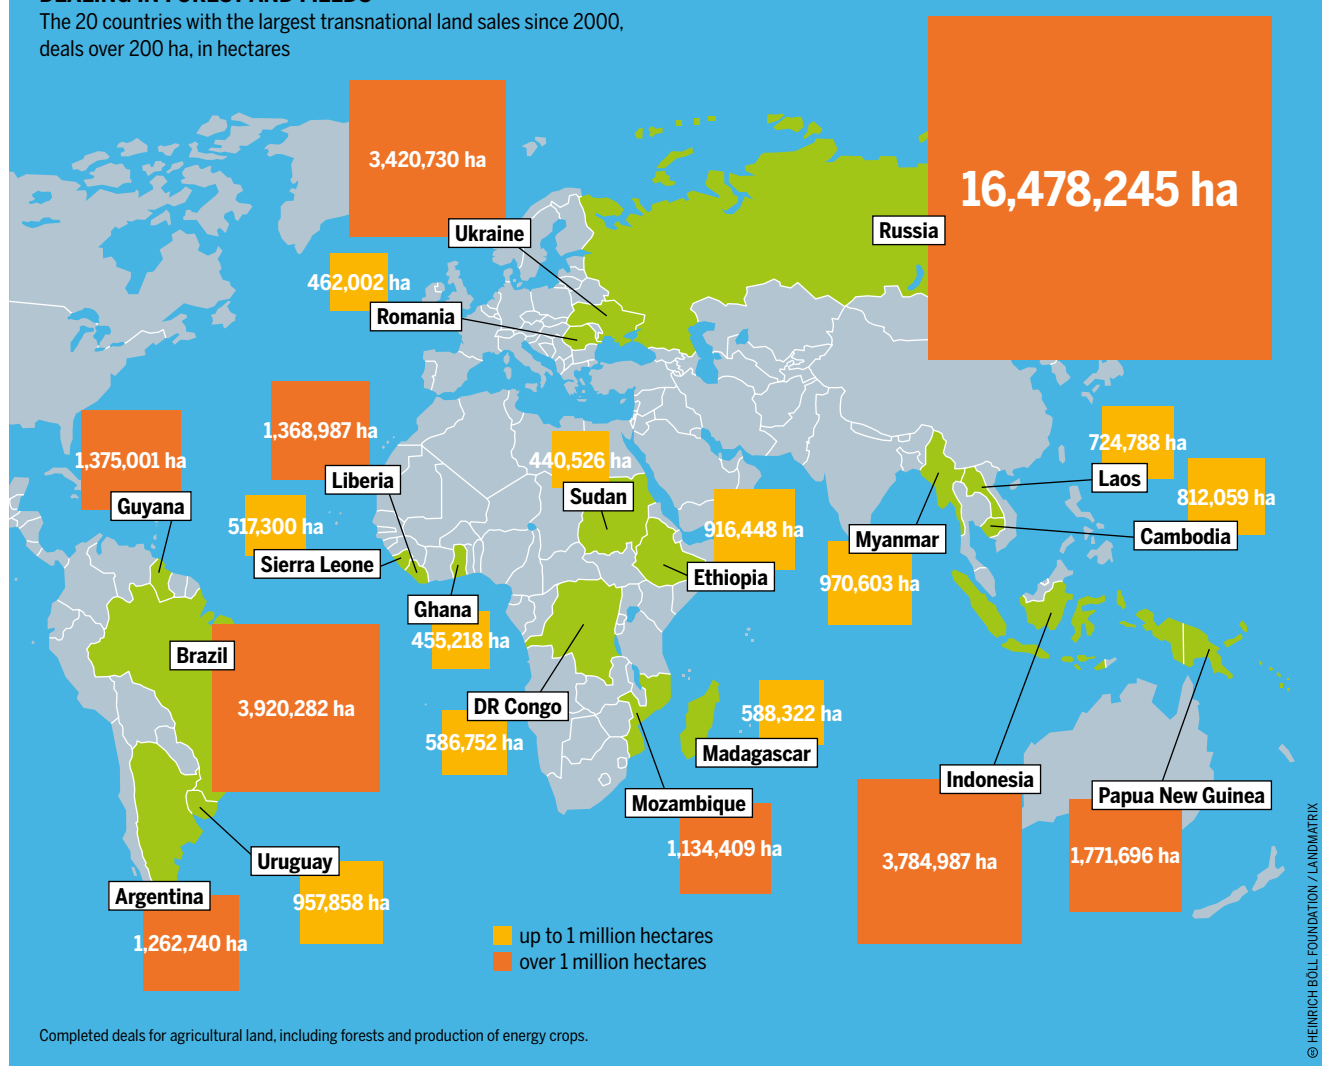 DEALING IN FOREST AND FIELDS
The 20 countries with the largest transnational land sales since 2000,
deals over 200 ha, in hectares
3,420,730 ha
16,478,245 ha
Ukraine
Russia
462,002 ha
Romania
1,368,987 ha
724,788 ha
1,375,001 ha
440,526 ha
Liberia
Laos
Guyana
Sudan
812,059 ha
517,300 ha
916,448 ha
Myanmar
Cambodia
Sierra Leone
Ethiopia
970,603 ha
Ghana
455,218 ha
Brazil
3,920,282 ha
DR Congo
588,322 ha
586,752 ha
Madagascar
Indonesia
Papua New Guinea
Mozambique
1,134,409 ha
3,784,987 ha
1,771,696 ha
Uruguay
Argentina
957,858 ha
1,262,740 ha
up to 1 million hectares
over 1 million hectares
Completed deals for agricultural land, including forests and production of energy crops.
HEINRICH BÖLL FOUNDATION / LANDMATRIX